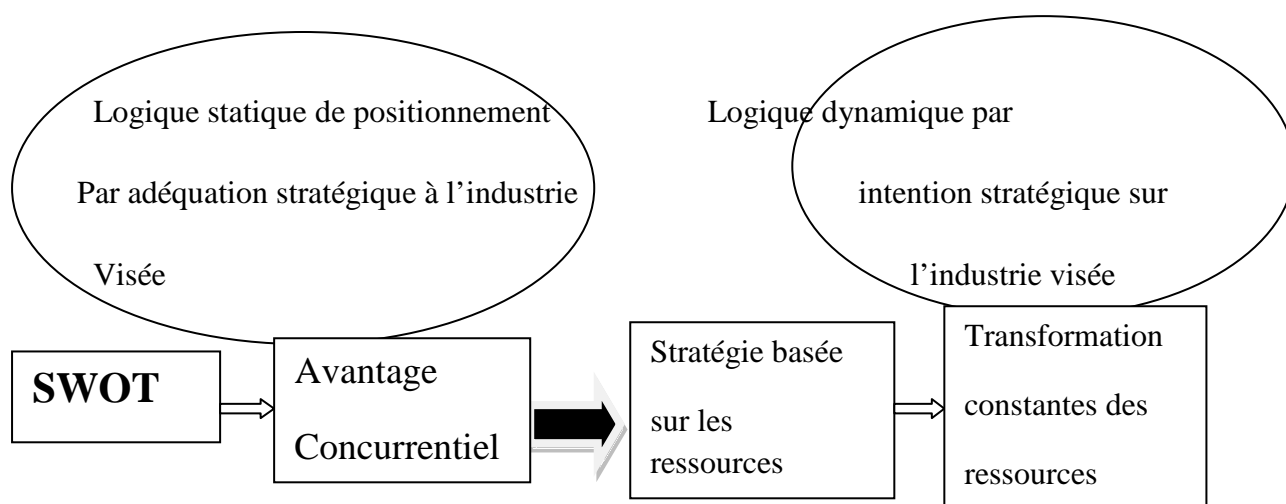 Logique statique de positionnement
Par adéquation stratégique à l’industrie
Visée
Logique dynamique par
intention stratégique sur
l’industrie visée
SWOT
Avantage
Concurrentiel
Stratégie basée
sur les
ressources
Transformation
constantes des
ressources